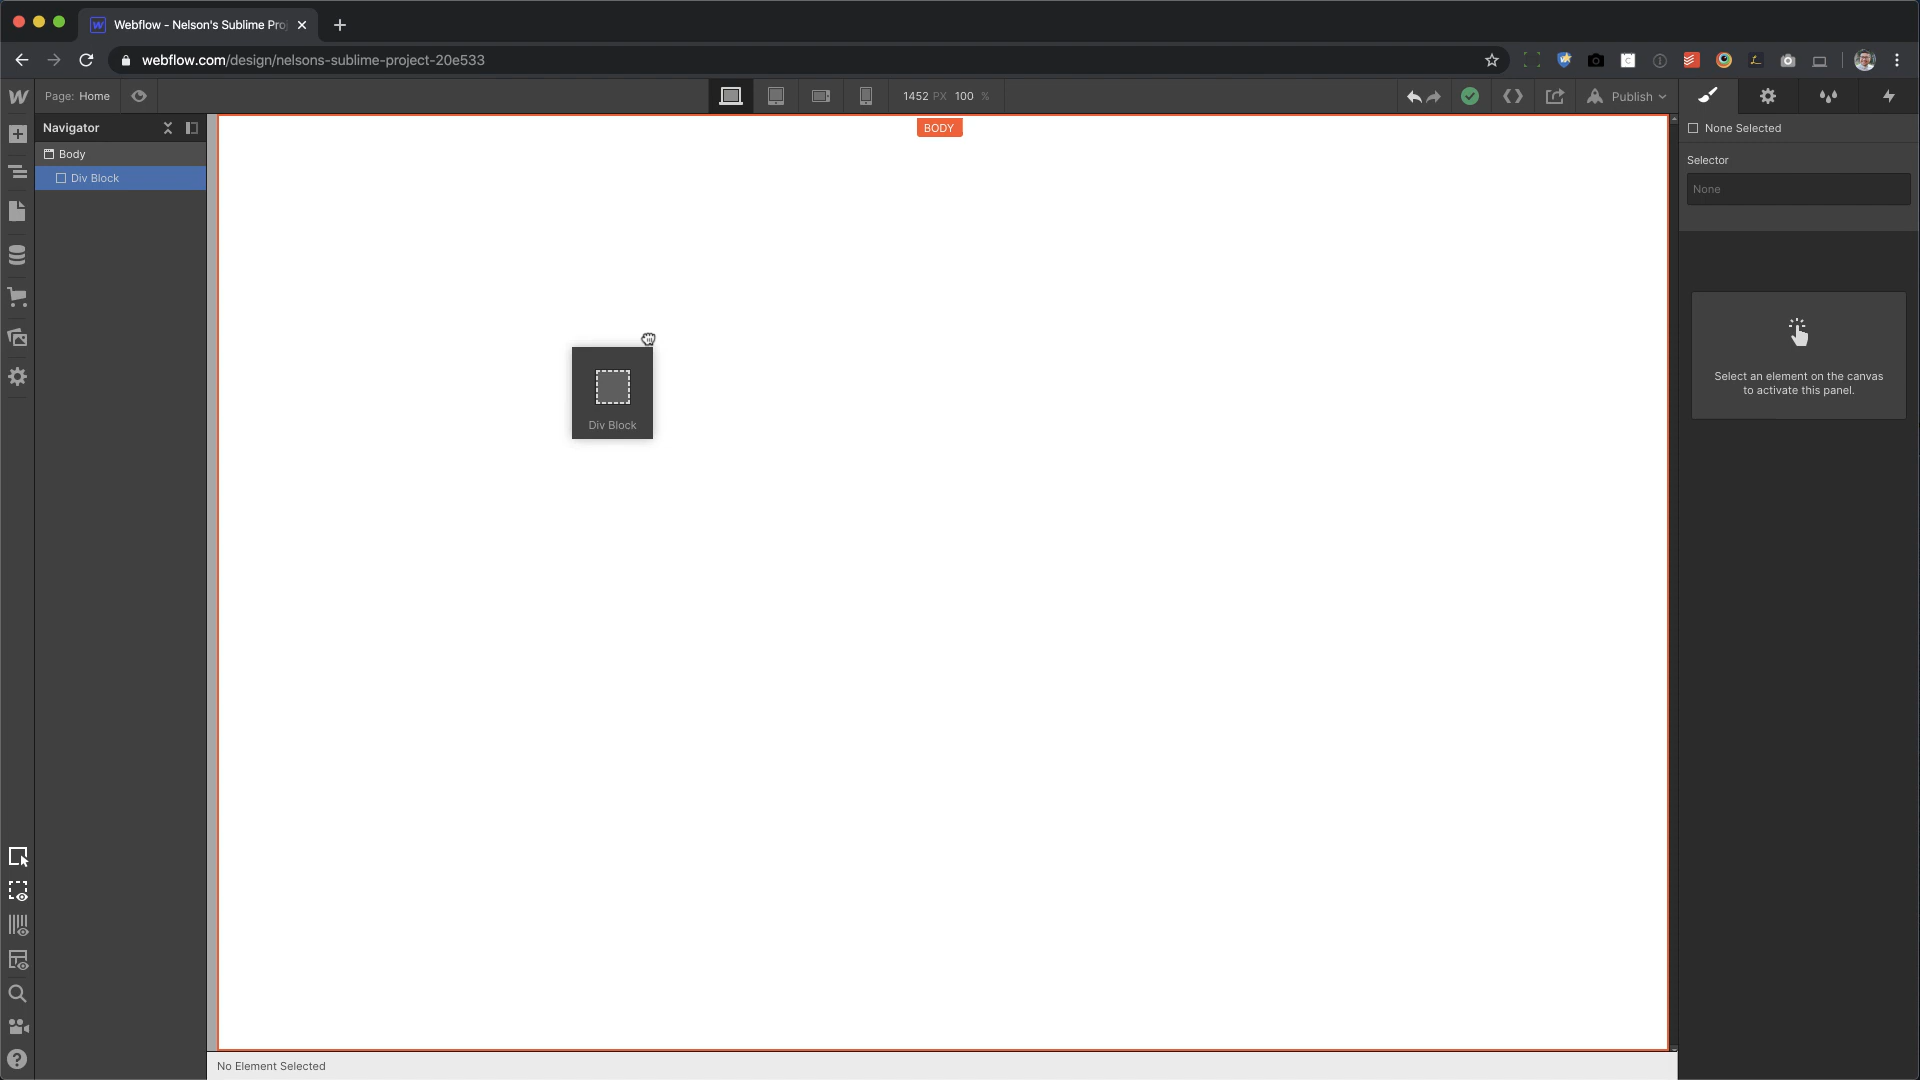 Webflow - Nelson's Sublime Pro
webflow.com/design/nelsons-sublime-project-20e533
Page: Home
1452 PX 100 %
Publish
Navigator
Body
Div Block
BODY
None Selected
Selector
None
Div Block
Select an element on the canvas
to activate this panel.
No Element Selected